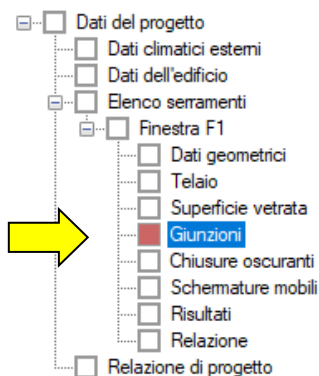 Dati del progetto
Dati climatici esterni
Dati dell'edificio
Elenco serramenti
Finestra F1
Dati geometrici
Telaio
Superficie vetrata
Giunzioni
Chiusure oscuranti
Schermature mobili
Risultati
Relazione
Relazione di progetto